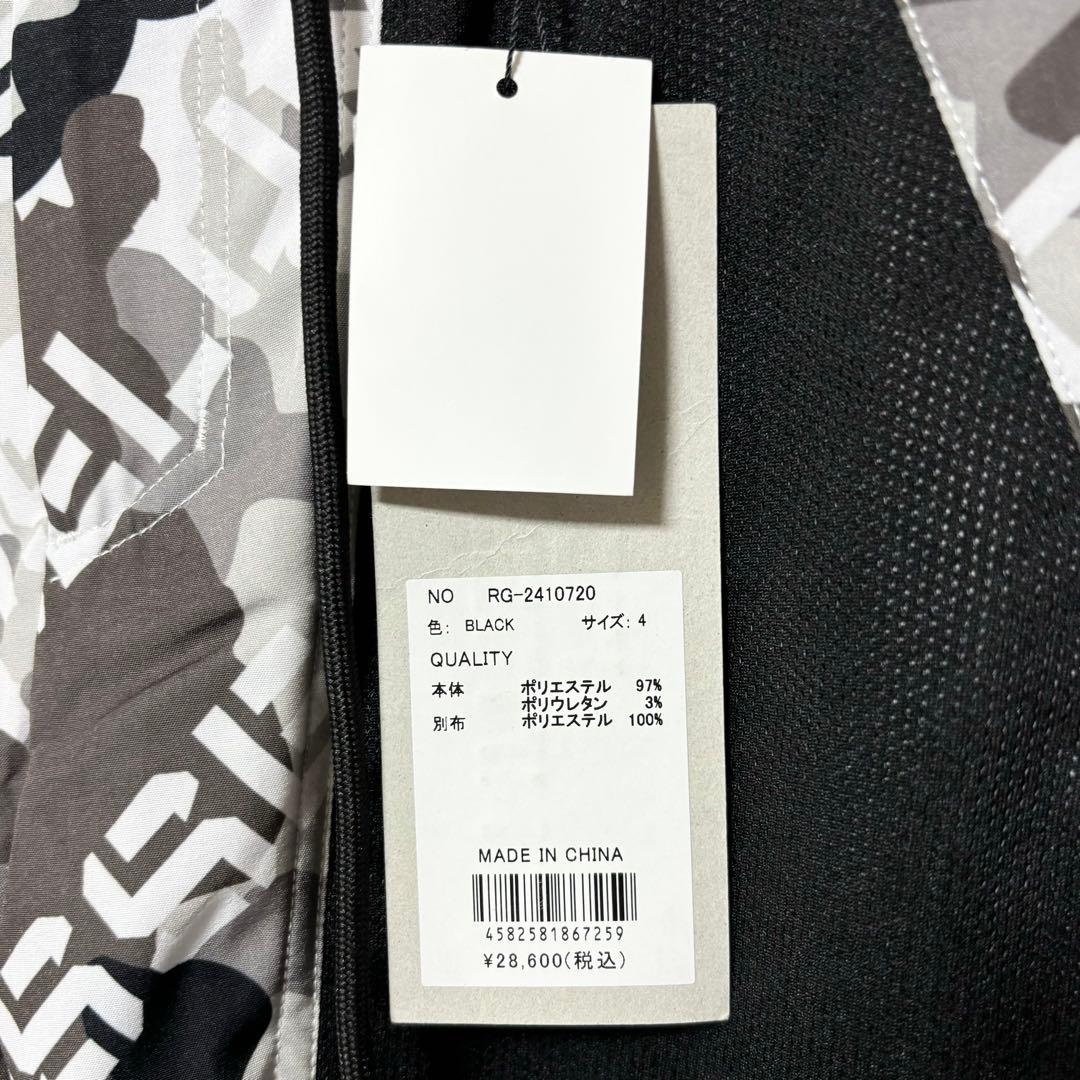 NO RG-2410720
色: BLACK サイズ: 4
QUALITY
本体 ポリエステル 97%
ポリウレタン 3%
別布 ポリエステル 100%
MADE IN CHINA
4582581867259
¥28,600(税込)